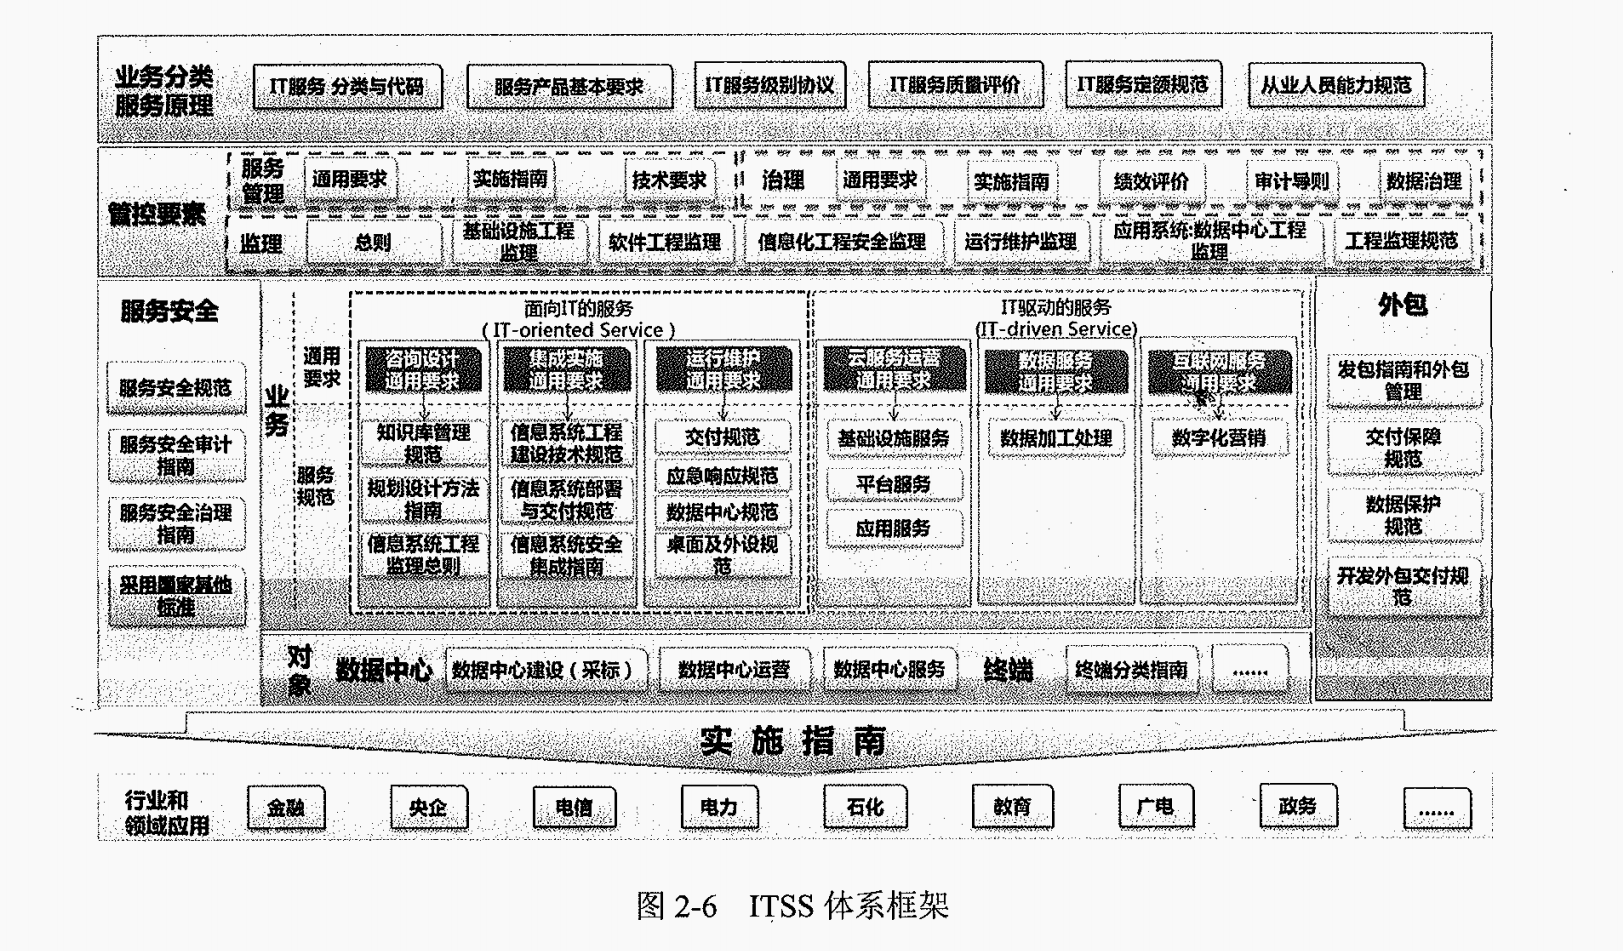 业务分类
服务原理
IT服务 分类与代码
服务产品基本要求
IT服务级别协议
IT服务质量评价
IT服务定额规范
从业人员能力规范
管控要素
服务
管理
通用要求
实施指南
技术要求
治理
通用要求
实施指南
绩效评价
审计导则
数据治理
监理
总则
基础设施工程
监理
软件工程监理
信息化工程安全监理
运行维护监理
应用系统:数据中心工程
监理
工程监理规范
服务安全
服务安全规范
服务安全审计
指南
服务安全治理
指南
采用国家其他
标准
业
务
通用
要求
服务
规范
面向IT的服务
( IT-oriented Service )
咨询设计
通用要求
知识库管理
规范
规划设计方法
指南
信息系统工程
监理总则
集成实施
通用要求
信息系统工程
建设技术规范
信息系统部署
与交付规范
信息系统安全
集成指南
运行维护
通用要求
交付规范
应急响应规范
数据中心规范
桌面及外设规
范
IT驱动的服务
(IT-driven Service)
云服务运营
通用要求
基础设施服务
平台服务
应用服务
数据服务
通用要求
数据加工处理
互联网服务
通用要求
数字化营销
外包
发包指南和外包
管理
交付保障
规范
数据保护
规范
开发外包交付规
范
对
象
数据中心
数据中心建设（采标）
数据中心运营
数据中心服务
终端
终端分类指南
……
实 施 指 南
行业和
领域应用
金融
央企
电信
电力
石化
教育
广电
政务
……
图 2-6 ITSS 体系框架